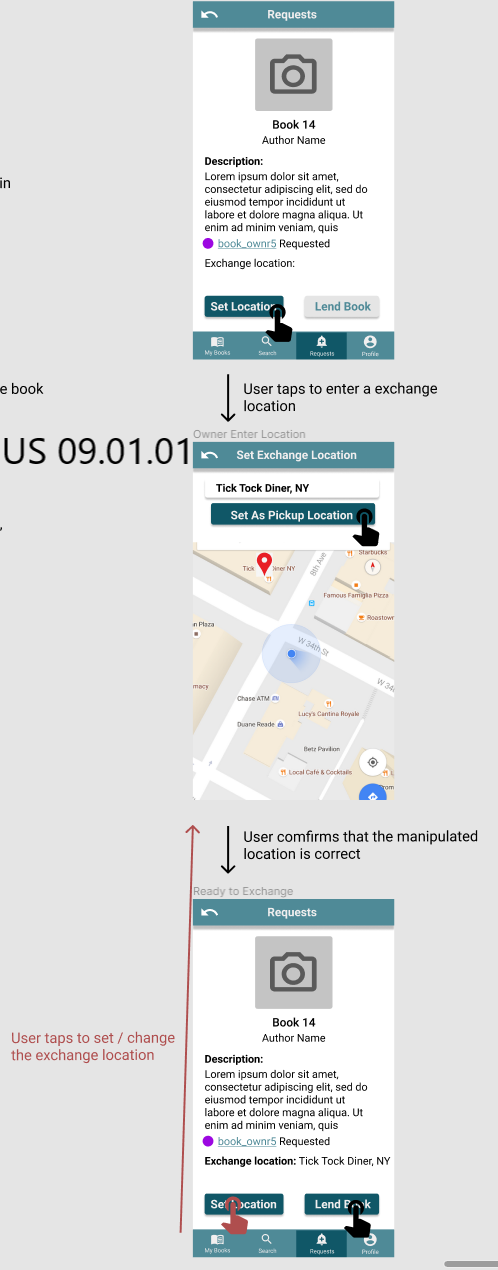 Requests
Book 14
Author Name
in
Description:
Lorem ipsum dolor sit amet,
consectetur adipiscing elit, sed do
eiusmod tempor incididunt ut
labore et dolore magna aliqua. Ut
enim ad minim veniam, quis
book_ownr5 Requested
Exchange location:
Set Location
Lend Book
My Books
Search
Requests
Profile
e book
User taps to enter a exchange
location
Owner Enter Location
US 09.01.01
Set Exchange Location
Tick Tock Diner, NY
,
Set As Pickup Location
Starbucks
8th Ave
Tick iner NY
Famous Famiglia Pizza
Roastown
n Plaza
W 34th St
W 34
macy
Chase ATM
Lucy's Cantina Royale
Duane Reade
Betz Pavilion
Local Café & Cocktails
rom
User comfirms that the manipulated
location is correct
Ready to Exchange
Requests
Book 14
Author Name
User taps to set / change
the exchange location
Description:
Lorem ipsum dolor sit amet,
consectetur adipiscing elit, sed do
eiusmod tempor incididunt ut
labore et dolore magna aliqua. Ut
enim ad minim veniam, quis
book_ownr5 Requested
Exchange location: Tick Tock Diner, NY
Set Location
Lend Book
My Books
Search
Requests
Profile